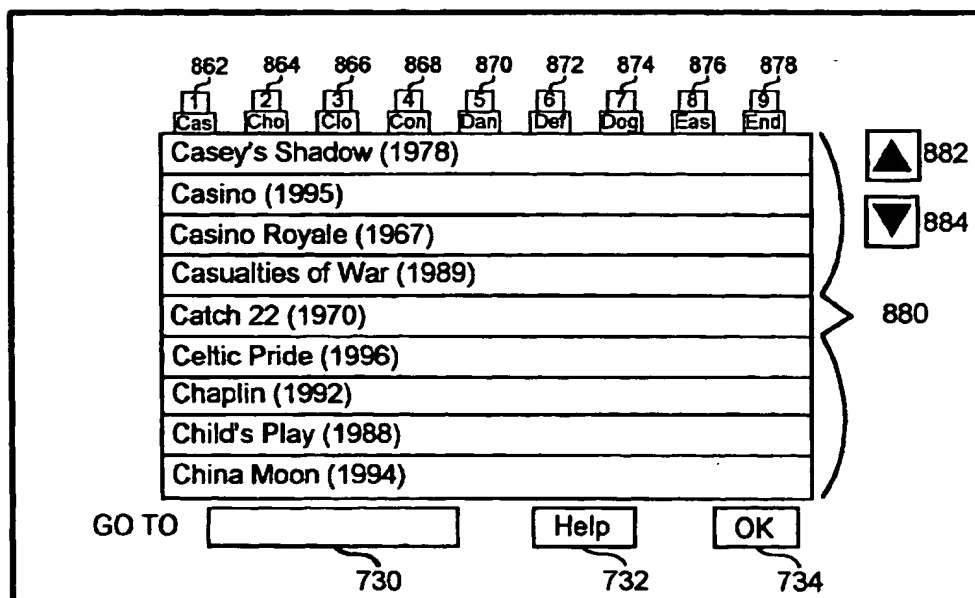 862 864 866 868 870 872 874 876 878
1 2 3 4 5 6 7 8 9
Cas Cho Clo Con Dan Def Dog Eas End
Casey's Shadow (1978)
882
Casino (1995)
Casino Royale (1967)
884
Casualties of War (1989)
Catch 22 (1970)
880
Celtic Pride (1996)
Chaplin (1992)
Child's Play (1988)
China Moon (1994)
GO TO Help OK
730 732 734